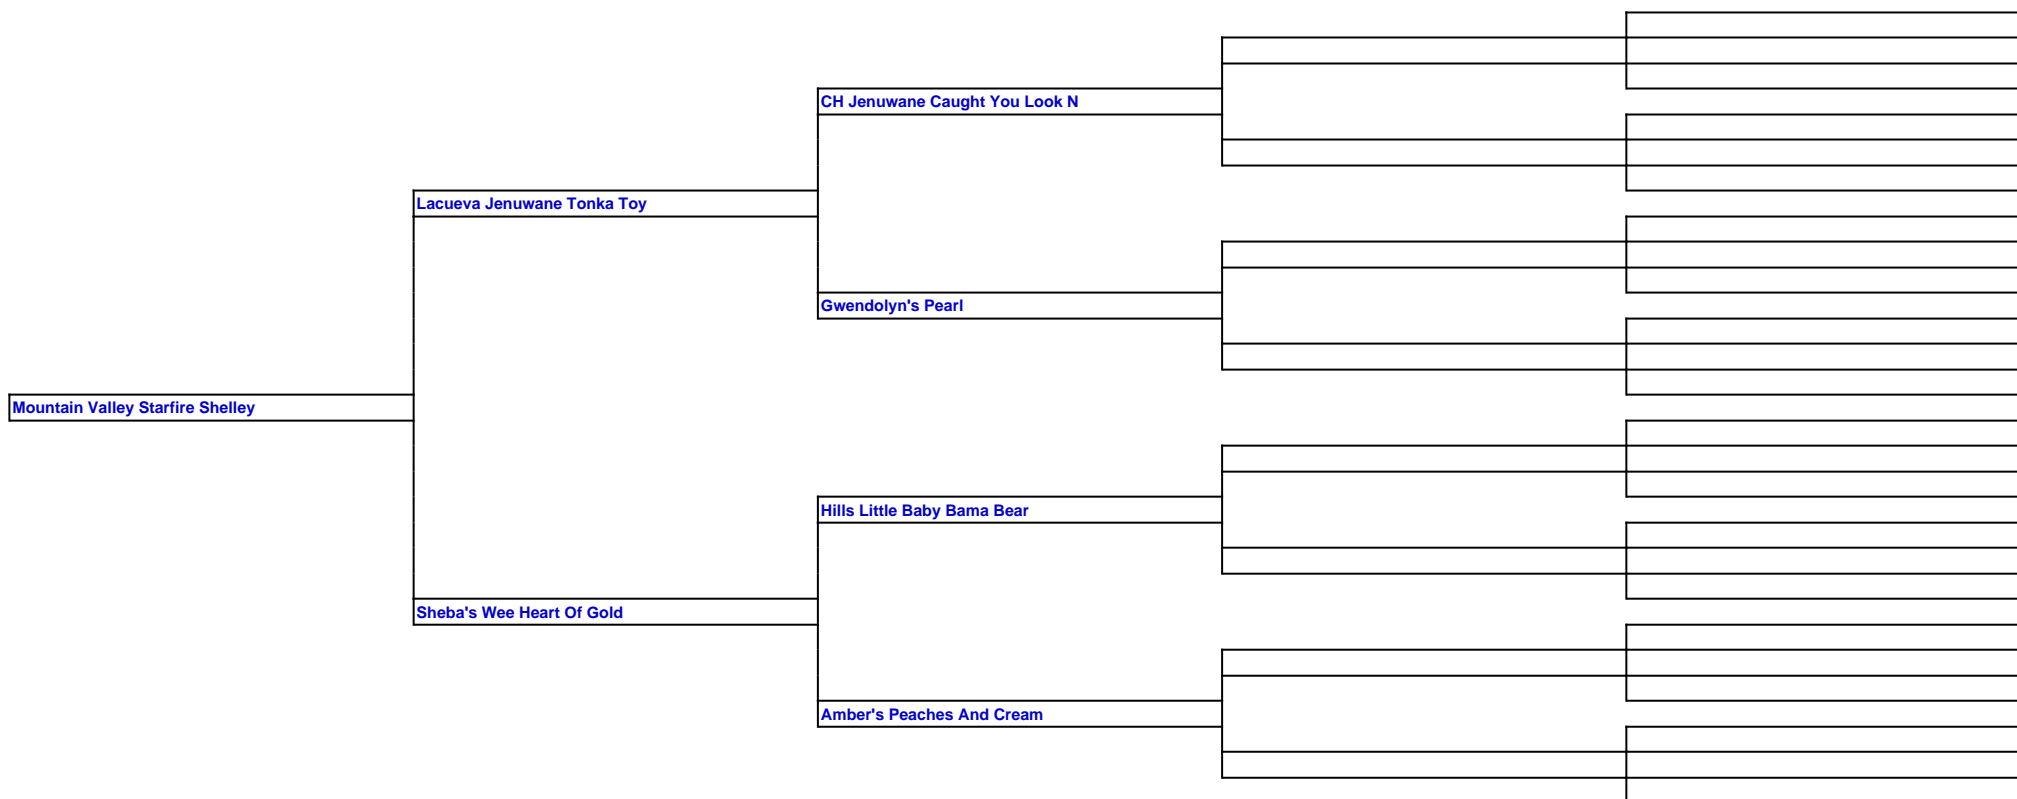 CH Jenuwane Caught You Look N
Lacueva Jenuwane Tonka Toy
Gwendolyn's Pearl
Mountain Valley Starfire Shelley
Hills Little Baby Bama Bear
Sheba's Wee Heart Of Gold
Amber's Peaches And Cream